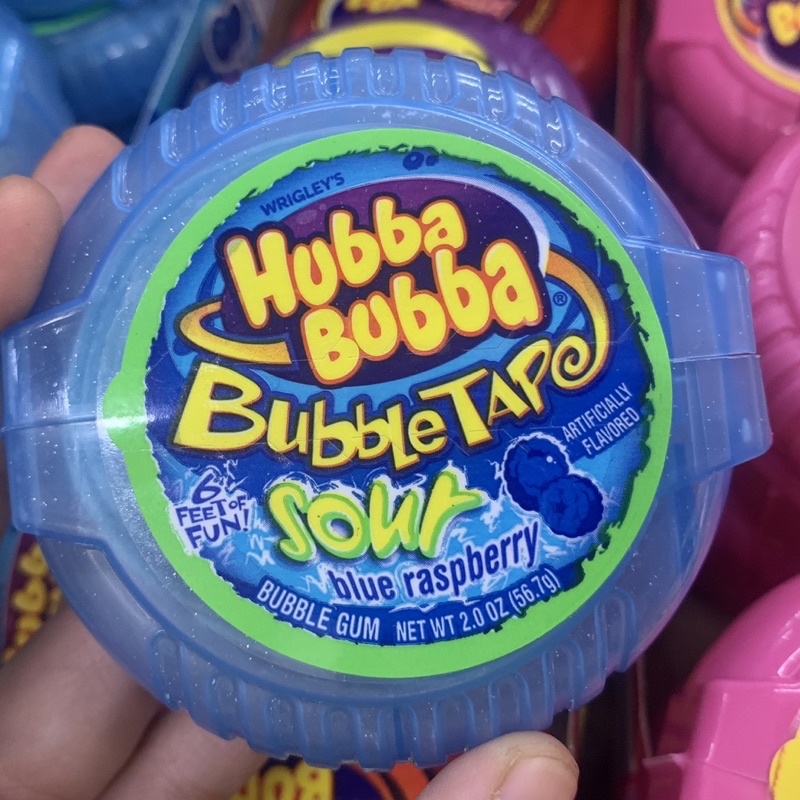 WRIGLEY'S
Hubba
Bubba®
BubbleTape
ARTIFICIALLY
FLAVORED
6
FEET OF
FUN!
sour
blue raspberry
BUBBLE GUM NET WT 2.0 OZ (56.7g)